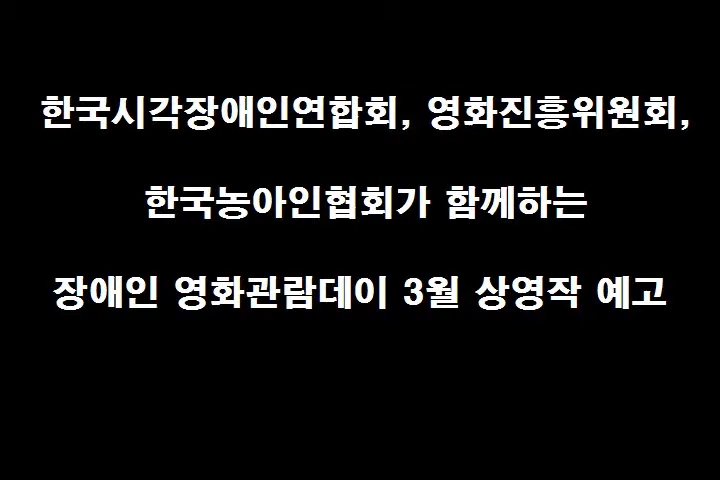 한국시각장애인연합회, 영화진흥위원회,
한국농아인협회가 함께하는
장애인 영화관람데이 3월 상영작 예고